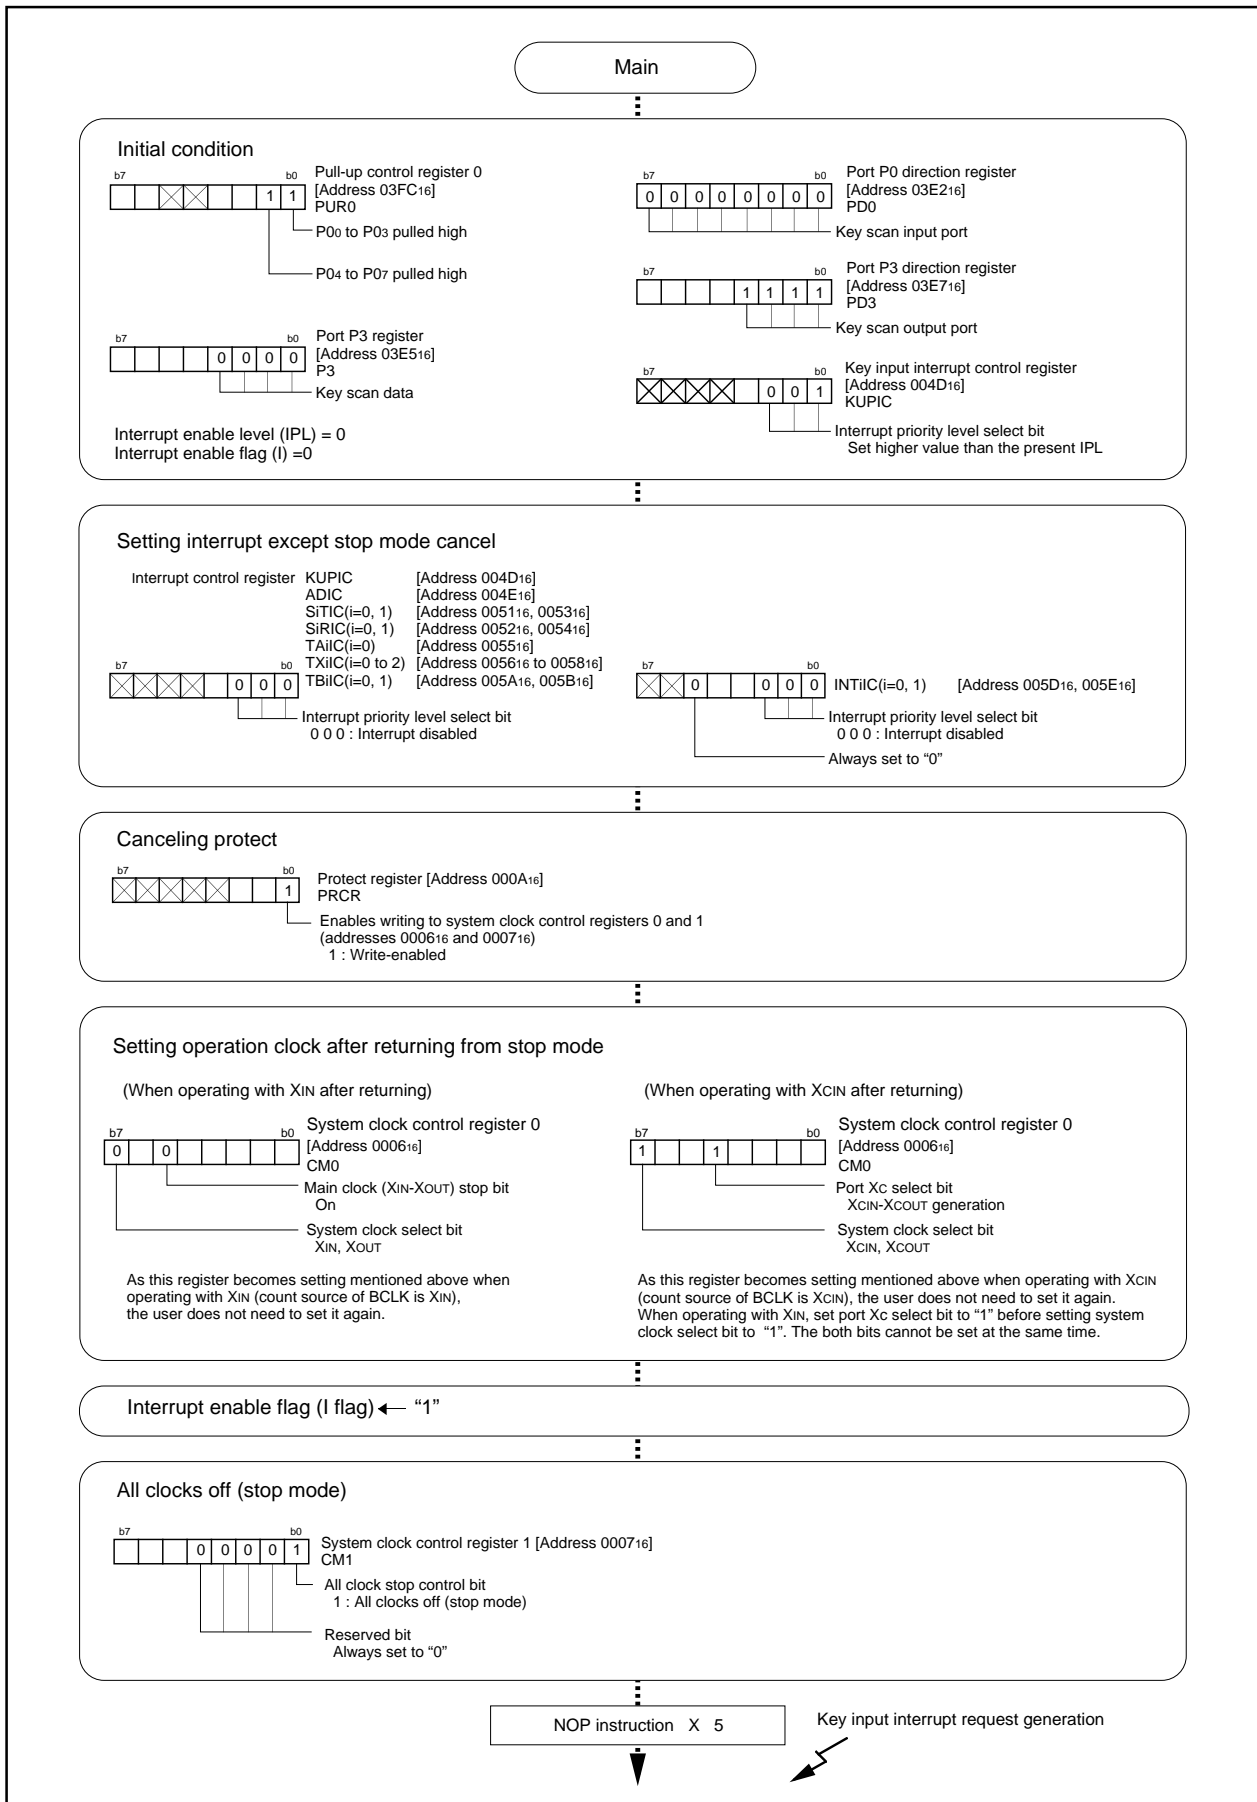 Main
Initial condition
b7 b0
1 1
Pull-up control register 0
[Address 03FC16]
PUR0
P00 to P03 pulled high
P04 to P07 pulled high
b7 b0
0 0 0 0 0 0 0 0
Port P0 direction register
[Address 03E216]
PD0
Key scan input port
b7 b0
1 1 1 1
Port P3 direction register
[Address 03E716]
PD3
Key scan output port
b7 b0
0 0 0 0
Port P3 register
[Address 03E516]
P3
Key scan data
b7 b0
0 0 1
Key input interrupt control register
[Address 004D16]
KUPIC
Interrupt priority level select bit
Set higher value than the present IPL
Interrupt enable level (IPL) = 0
Interrupt enable flag (I) =0
Setting interrupt except stop mode cancel
Interrupt control register KUPIC [Address 004D16]
ADIC [Address 004E16]
SiTIC(i=0, 1) [Address 005116, 005316]
SiRIC(i=0, 1) [Address 005216, 005416]
TAiIC(i=0) [Address 005516]
TXiIC(i=0 to 2) [Address 005616 to 005816]
TBiIC(i=0, 1) [Address 005A16, 005B16]
b7 b0
0 0 0
Interrupt priority level select bit
0 0 0 : Interrupt disabled
b7 b0
0 0 0 0
INTiIC(i=0, 1) [Address 005D16, 005E16]
Interrupt priority level select bit
0 0 0 : Interrupt disabled
Always set to “0”
Canceling protect
b7 b0
1
Protect register [Address 000A16]
PRCR
Enables writing to system clock control registers 0 and 1
(addresses 000616 and 000716)
1 : Write-enabled
Setting operation clock after returning from stop mode
(When operating with XIN after returning)
b7 b0
0 0
System clock control register 0
[Address 000616]
CM0
Main clock (XIN-XOUT) stop bit
On
System clock select bit
XIN, XOUT
As this register becomes setting mentioned above when
operating with XIN (count source of BCLK is XIN),
the user does not need to set it again.
(When operating with XCIN after returning)
b7 b0
1 1
System clock control register 0
[Address 000616]
CM0
Port XC select bit
XCIN-XCOUT generation
System clock select bit
XCIN, XCOUT
As this register becomes setting mentioned above when operating with XCIN
(count source of BCLK is XCIN), the user does not need to set it again.
When operating with XIN, set port Xc select bit to “1” before setting system
clock select bit to “1”. The both bits cannot be set at the same time.
Interrupt enable flag (I flag) ← “1”
All clocks off (stop mode)
b7 b0
0 0 0 0 1
System clock control register 1 [Address 000716]
CM1
All clock stop control bit
1 : All clocks off (stop mode)
Reserved bit
Always set to “0”
NOP instruction X 5
Key input interrupt request generation